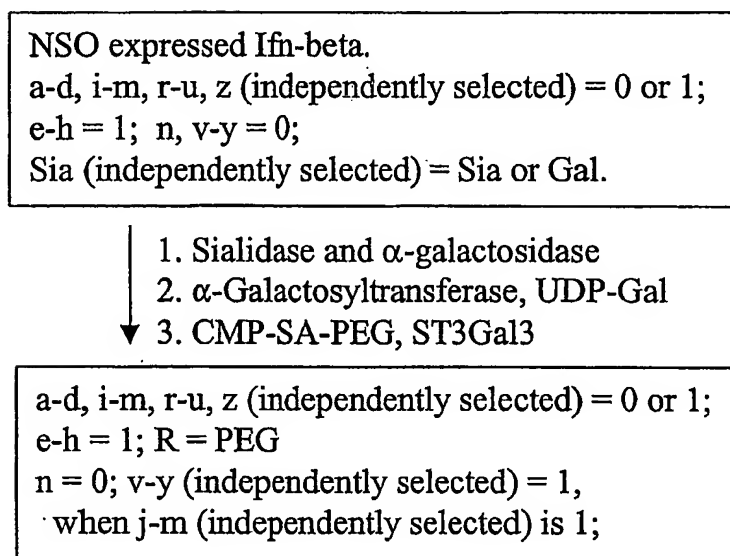 NSO expressed Ifn-beta.
a-d, i-m, r-u, z (independently selected) = 0 or 1;
e-h = 1; n, v-y = 0;
Sia (independently selected) = Sia or Gal.
1. Sialidase and α-galactosidase
2. α-Galactosyltransferase, UDP-Gal
3. CMP-SA-PEG, ST3Gal3
a-d, i-m, r-u, z (independently selected) = 0 or 1;
e-h = 1; R = PEG
n = 0; v-y (independently selected) = 1,
when j-m (independently selected) is 1;